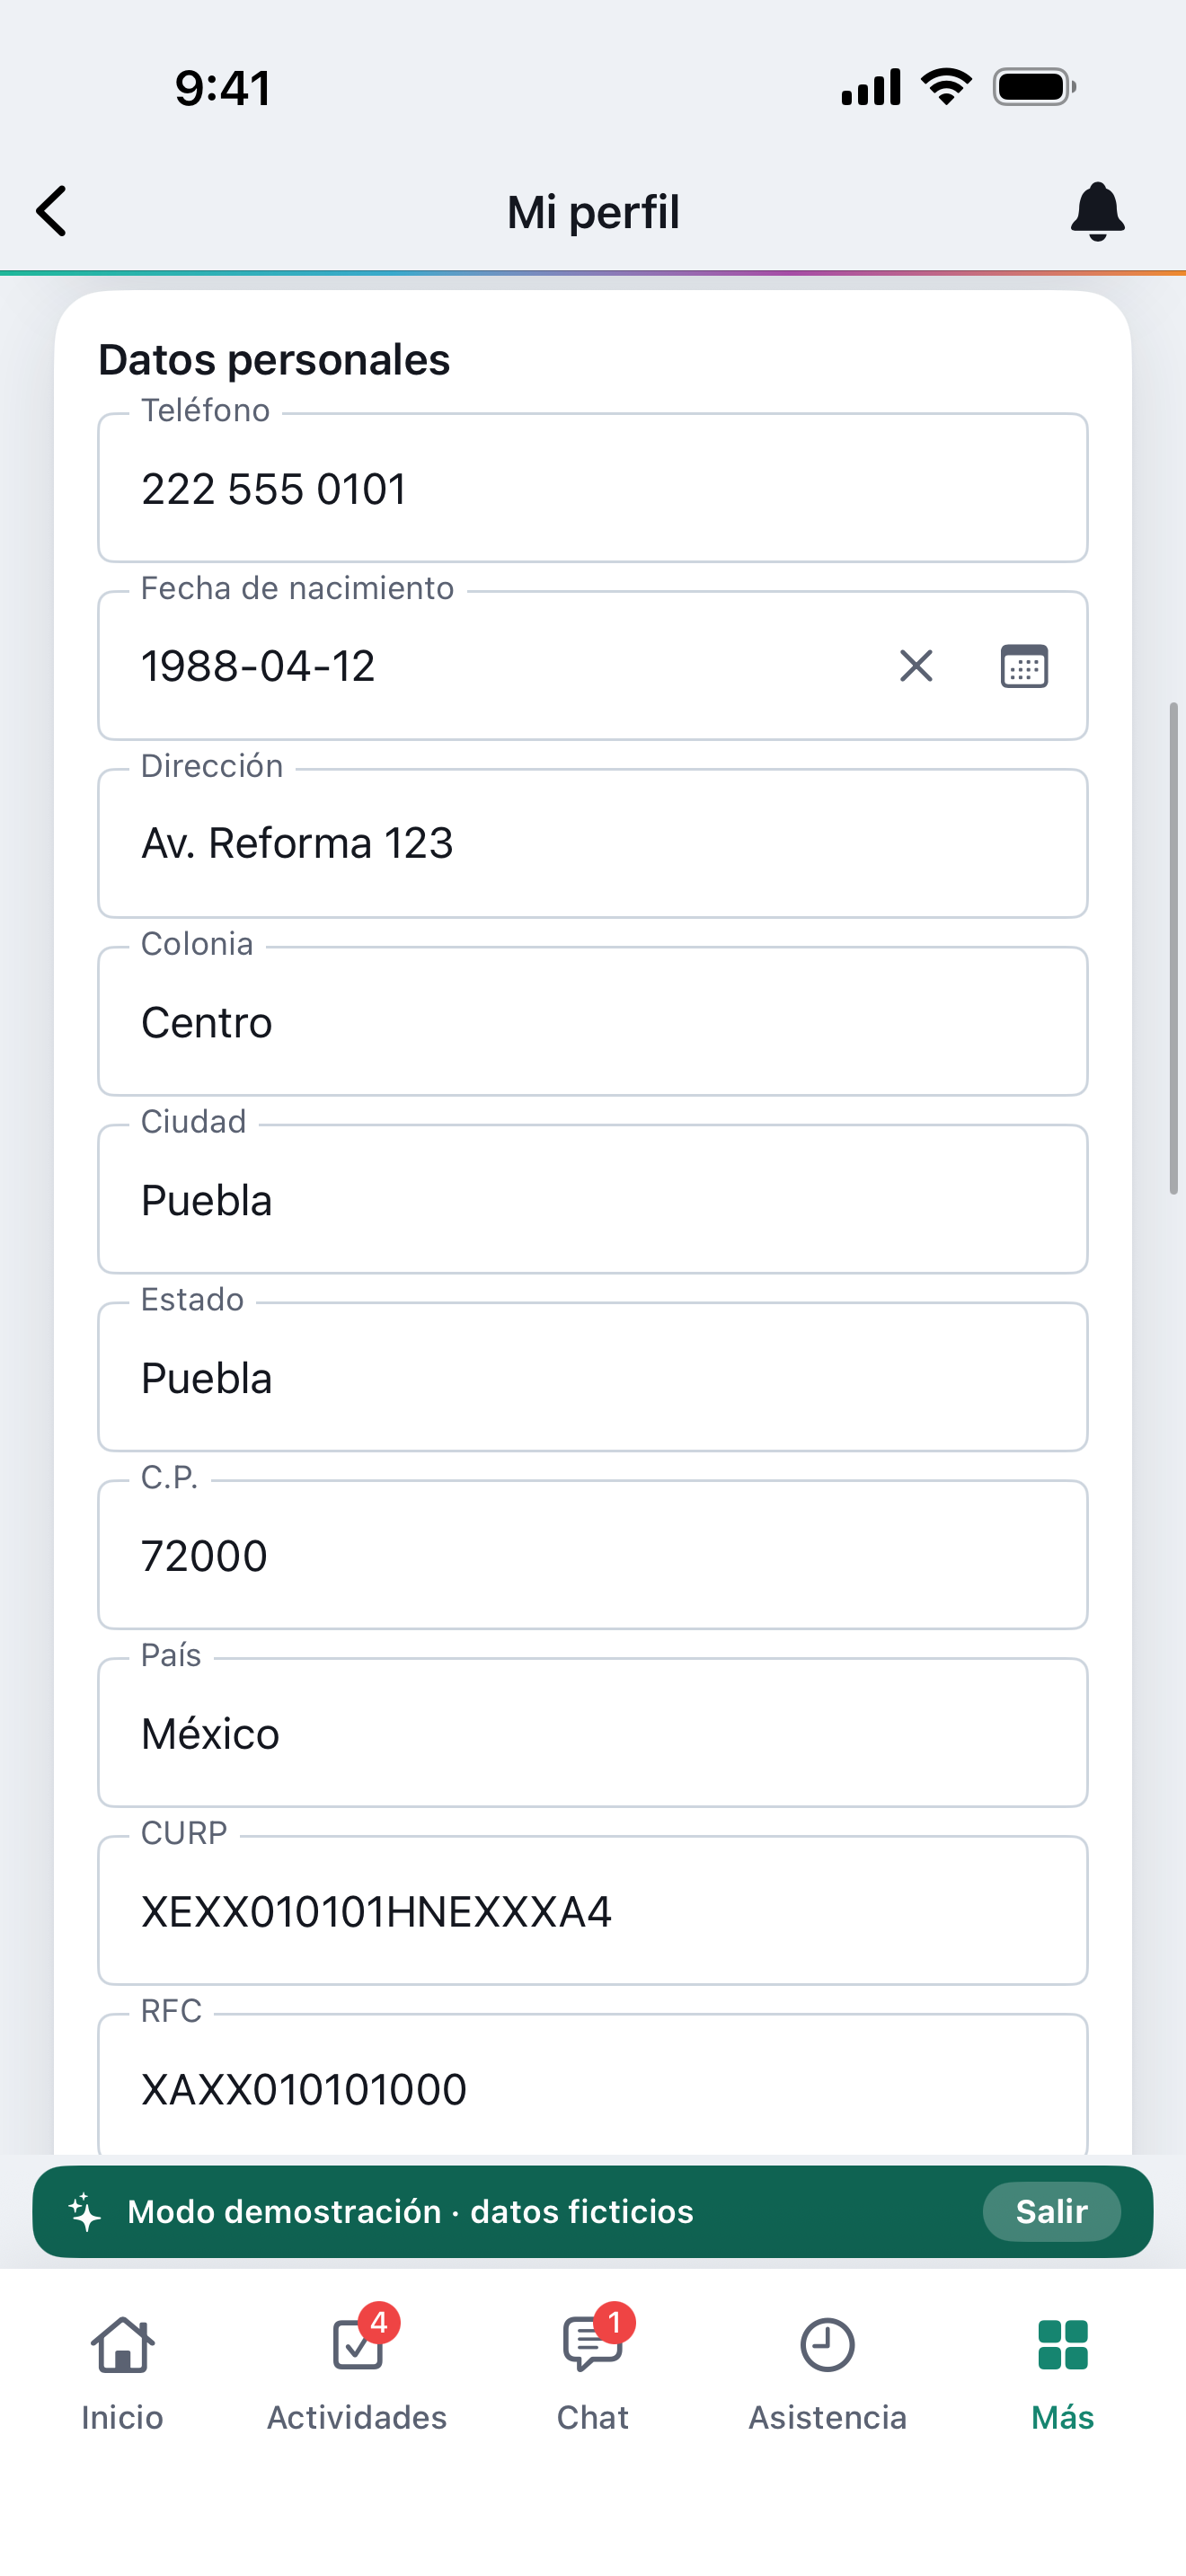 9:41
Mi perfil
Datos personales
Teléfono
222 555 0101
Fecha de nacimiento
1988-04-12
Dirección
Av. Reforma 123
Colonia
Centro
Ciudad
Puebla
Estado
Puebla
C.P.
72000
País
México
CURP
XEXX010101HNEXXXA4
RFC
XAXX010101000
Modo demostración · datos ficticios
Salir
4
1
Inicio
Actividades
Chat
Asistencia
Más